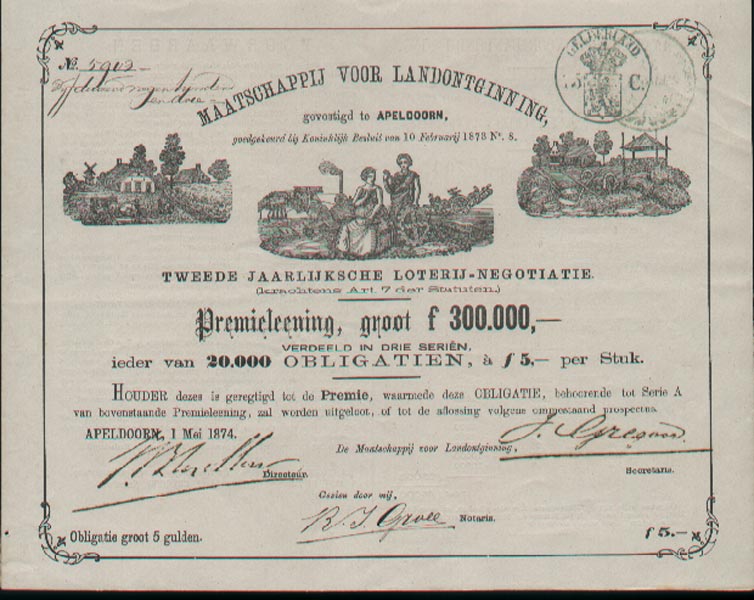 No. 5902
MAATSCHAPPIJ VOOR LANDONTGINNING,
GELDERLAND
5 C.
gevestigd te APELDOORN,
goedgekeurd bij Koninklijk Besluit van 10 Februarij 1873 No. 8.
TWEEDE JAARLIJKSCHE LOTERIJ-NEGOTIATIE.
(krachtens Art. 7 der Statuten.)
Premieleening, groot f 300.000,—
VERDEELD IN DRIE SERIËN,
ieder van 20.000 OBLIGATIEN, à f 5,— per Stuk.
HOUDER dezes is geregtigd tot de Premie, waarmede deze OBLIGATIE, behoorende tot Serie A
van bovenstaande Premieleening, zal worden uitgeloot, of tot de aflossing volgens ommestaand prospectus.
APELDOORN, 1 Mei 1874.
De Maatschappij voor Landontginning,
Directeur.
Secretaris.
Gezien door mij,
Notaris.
Obligatie groot 5 gulden.
f 5.—